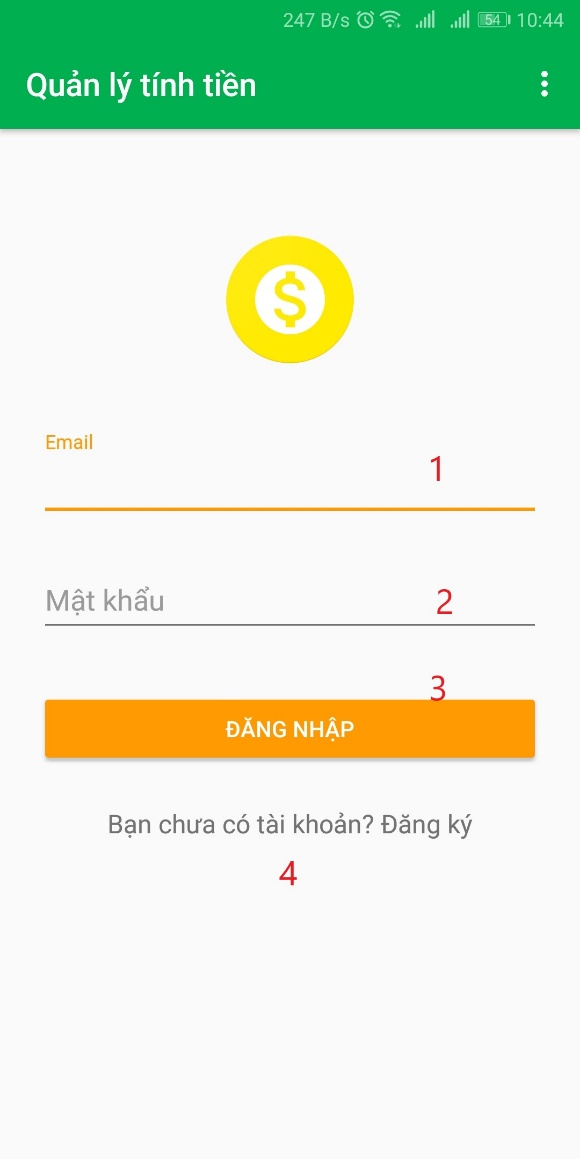 247 B/s 54 10:44
Quản lý tính tiền
$
Email
1
Mật khẩu 2
3
ĐĂNG NHẬP
Bạn chưa có tài khoản? Đăng ký
4